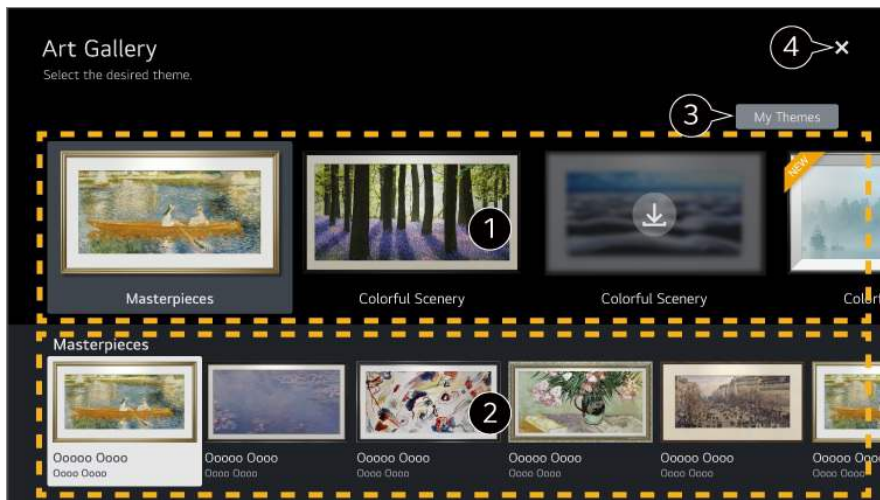 Art Gallery
Select the desired theme.
4
3
My Themes
NEW
1
Masterpieces
Colorful Scenery
Colorful Scenery
Colorf
Masterpieces
2
Ooooo Oooo
Ooooo Oooo
Ooooo Oooo
Ooooo Oooo
Ooooo Oooo
Ooooo Oooo
Oooo Oooo
Oooo Oooo
Oooo Oooo
Oooo Oooo
Oooo Oooo
Oooo Oooo